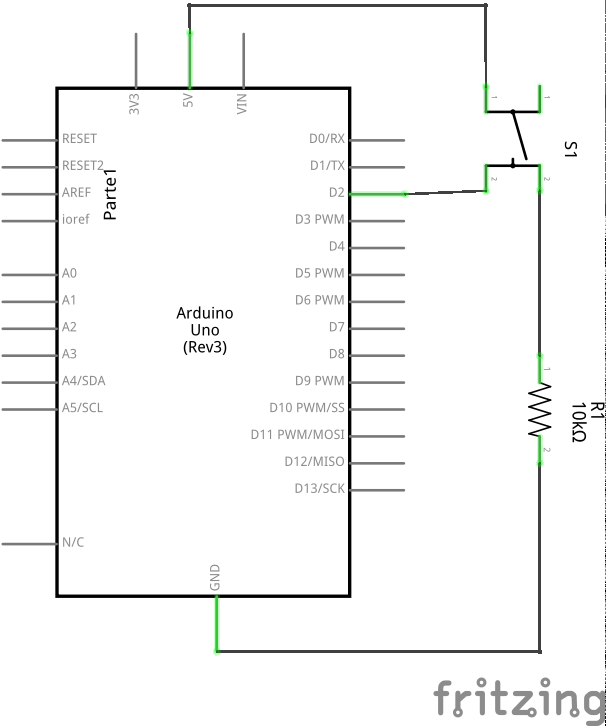 3V3
5V
VIN
1
1
RESET
RESET2
AREF
ioref
A0
A1
A2
A3
A4/SDA
A5/SCL
N/C
Parte1
Arduino
Uno
(Rev3)
GND
D0/RX
D1/TX
D2
D3 PWM
D4
D5 PWM
D6 PWM
D7
D8
D9 PWM
D10 PWM/SS
D11 PWM/MOSI
D12/MISO
D13/SCK
S1
2
2
1
R1
10kΩ
2
fritzing